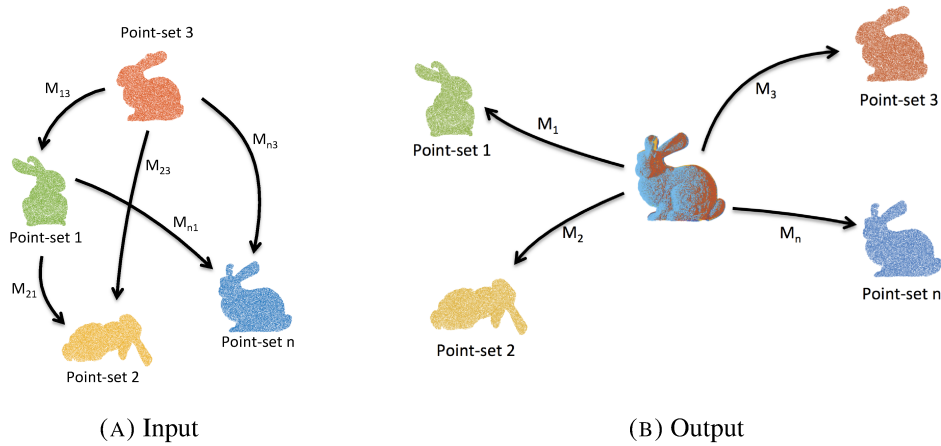 Point-set 3
M13
M23
Mn3
Point-set 1
Mn1
M21
Point-set n
Point-set 2
(A) Input
Point-set 3
M3
M1
Point-set 1
M2
Mn
Point-set n
Point-set 2
(B) Output